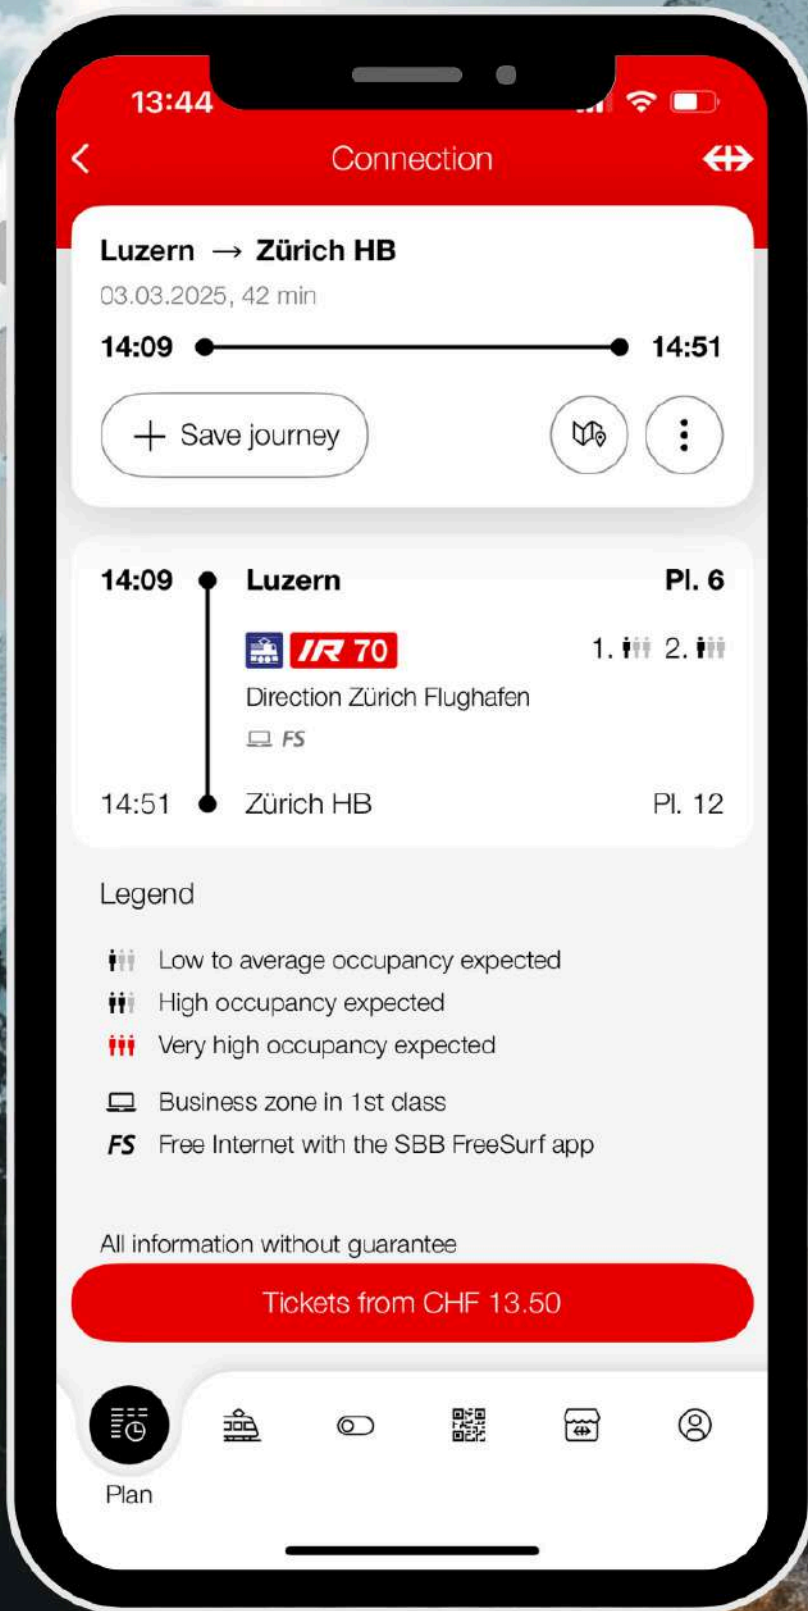 13:44
Connection
Luzern → Zürich HB
03.03.2025, 42 min
14:09 14:51
+ Save journey
14:09 Luzern Pl. 6
IR 70 1. 2.
Direction Zürich Flughafen
FS
14:51 Zürich HB Pl. 12
Legend
Low to average occupancy expected
High occupancy expected
Very high occupancy expected
Business zone in 1st class
FS Free Internet with the SBB FreeSurf app
All information without guarantee
Tickets from CHF 13.50
Plan